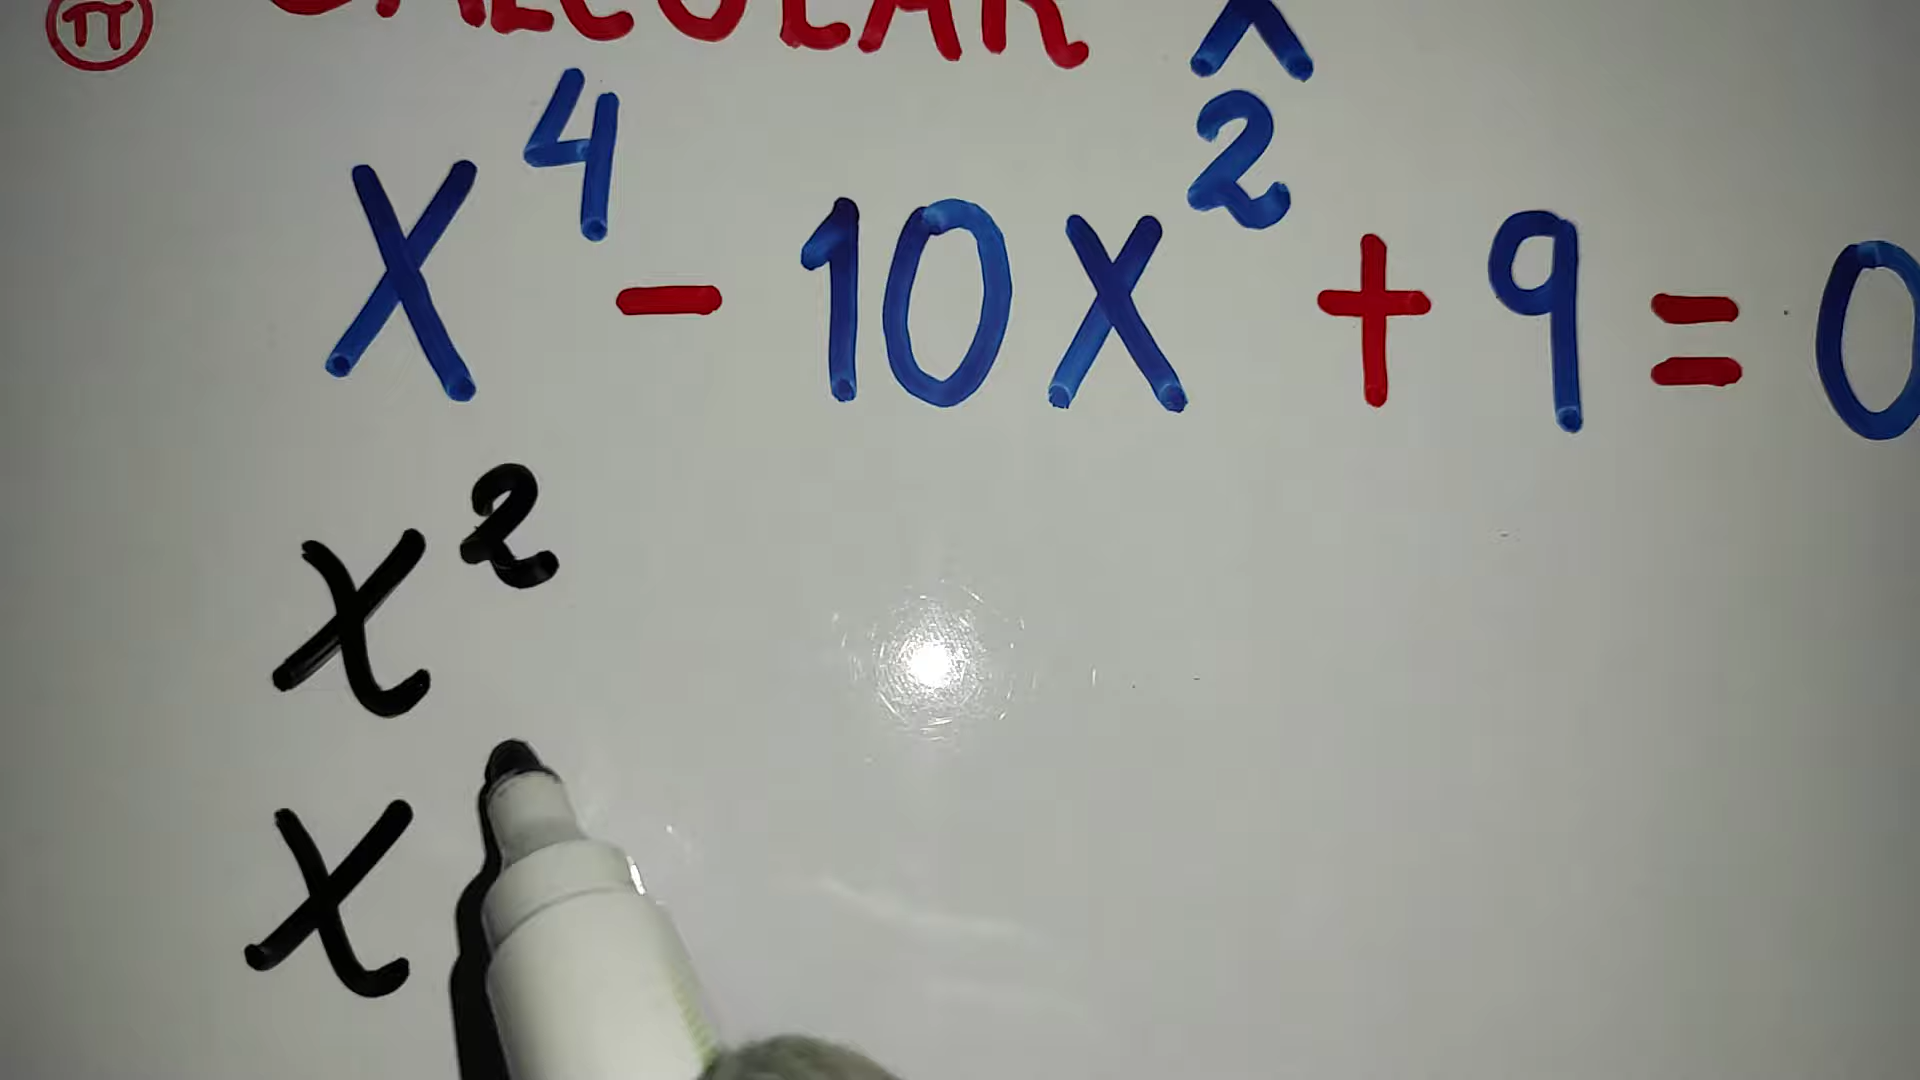 π CALCULAR X̂
X⁴ - 10X² + 9 = 0
x²
x